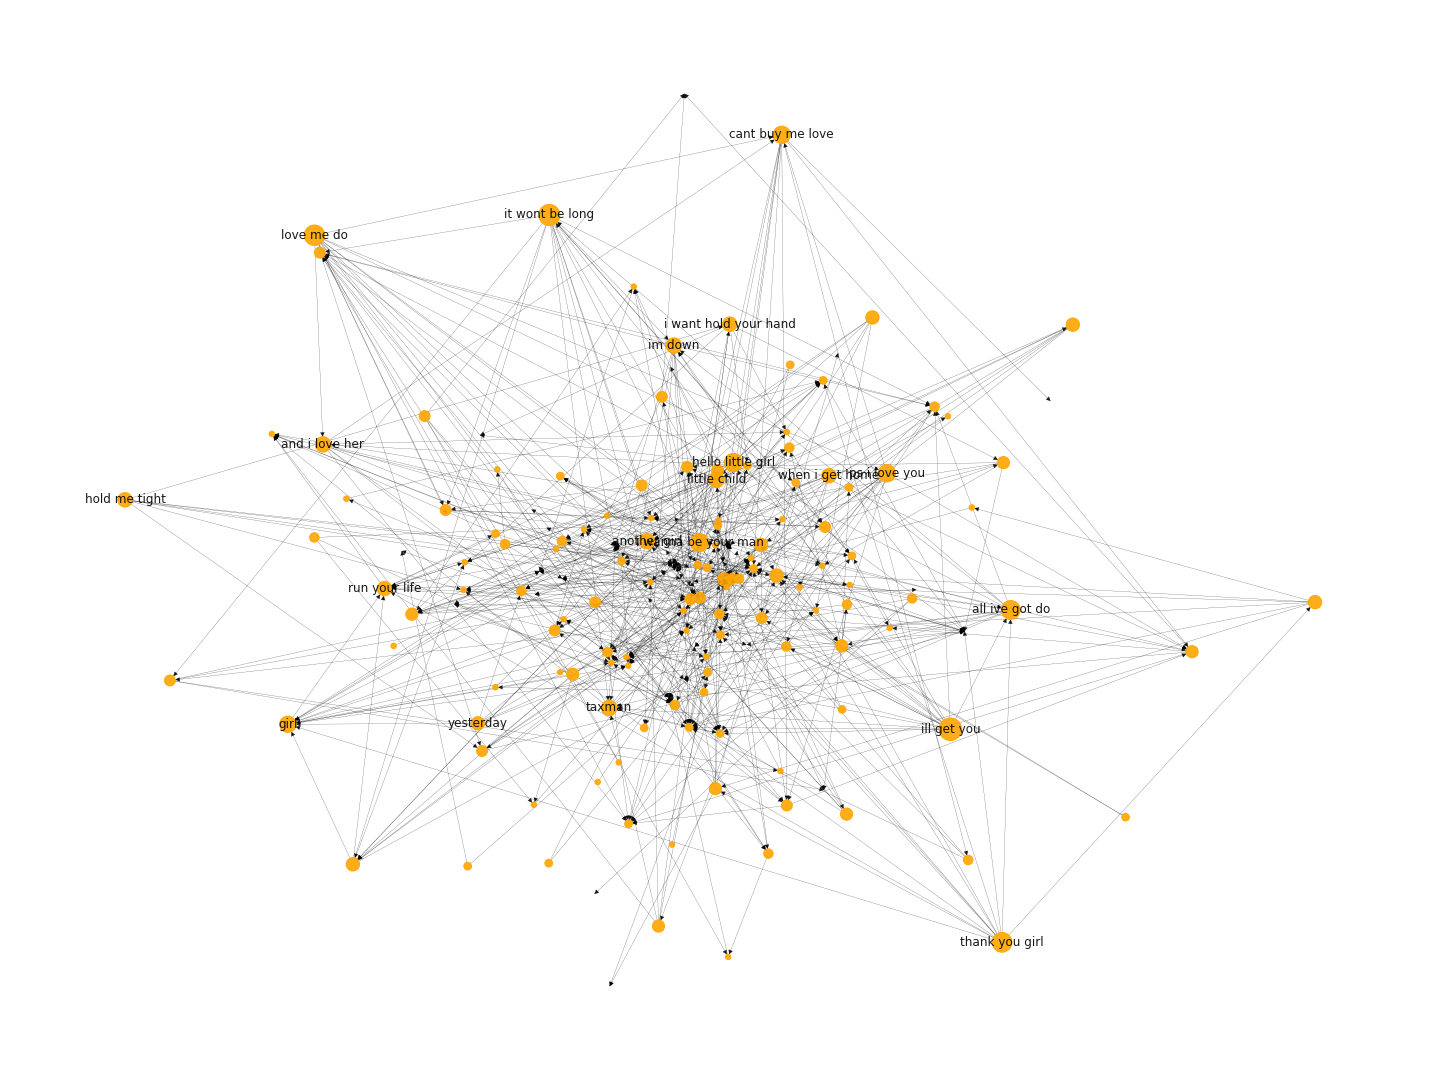 cant buy me love
it wont be long
love me do
i want hold your hand
im down
and i love her
hello little girl
when i get home
ps i love you
little child
hold me tight
another girl
i wanna be your man
run your life
all ive got do
taxman
girl
yesterday
ill get you
thank you girl